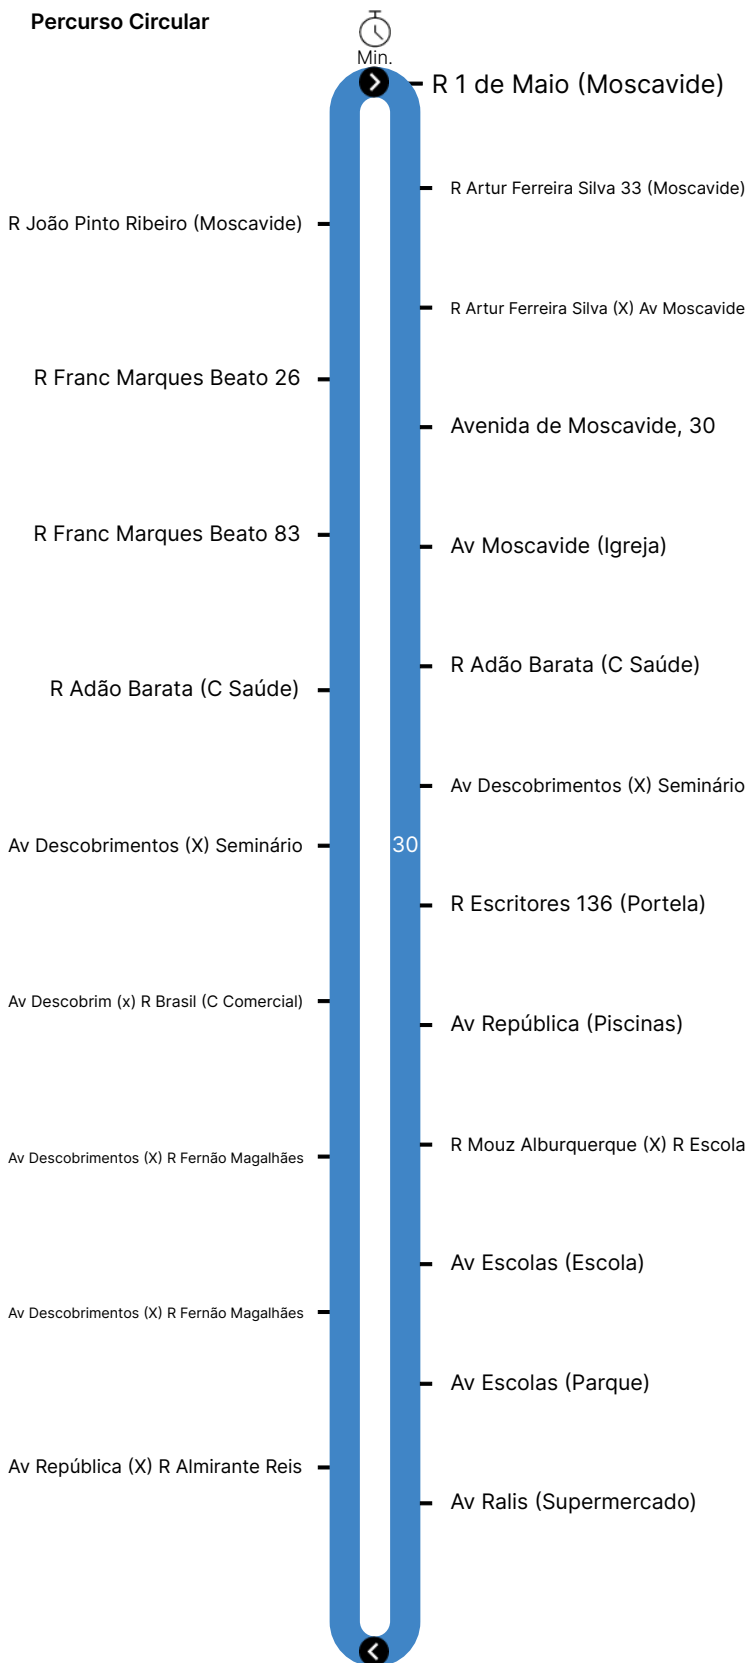 Percurso Circular
Min.
R 1 de Maio (Moscavide)
R Artur Ferreira Silva 33 (Moscavide)
R João Pinto Ribeiro (Moscavide)
R Artur Ferreira Silva (X) Av Moscavide
R Franc Marques Beato 26
Avenida de Moscavide, 30
R Franc Marques Beato 83
Av Moscavide (Igreja)
R Adão Barata (C Saúde)
R Adão Barata (C Saúde)
Av Descobrimentos (X) Seminário
Av Descobrimentos (X) Seminário
30
R Escritores 136 (Portela)
Av Descobrim (x) R Brasil (C Comercial)
Av República (Piscinas)
R Mouz Alburquerque (X) R Escola
Av Descobrimentos (X) R Fernão Magalhães
Av Escolas (Escola)
Av Descobrimentos (X) R Fernão Magalhães
Av Escolas (Parque)
Av República (X) R Almirante Reis
Av Ralis (Supermercado)